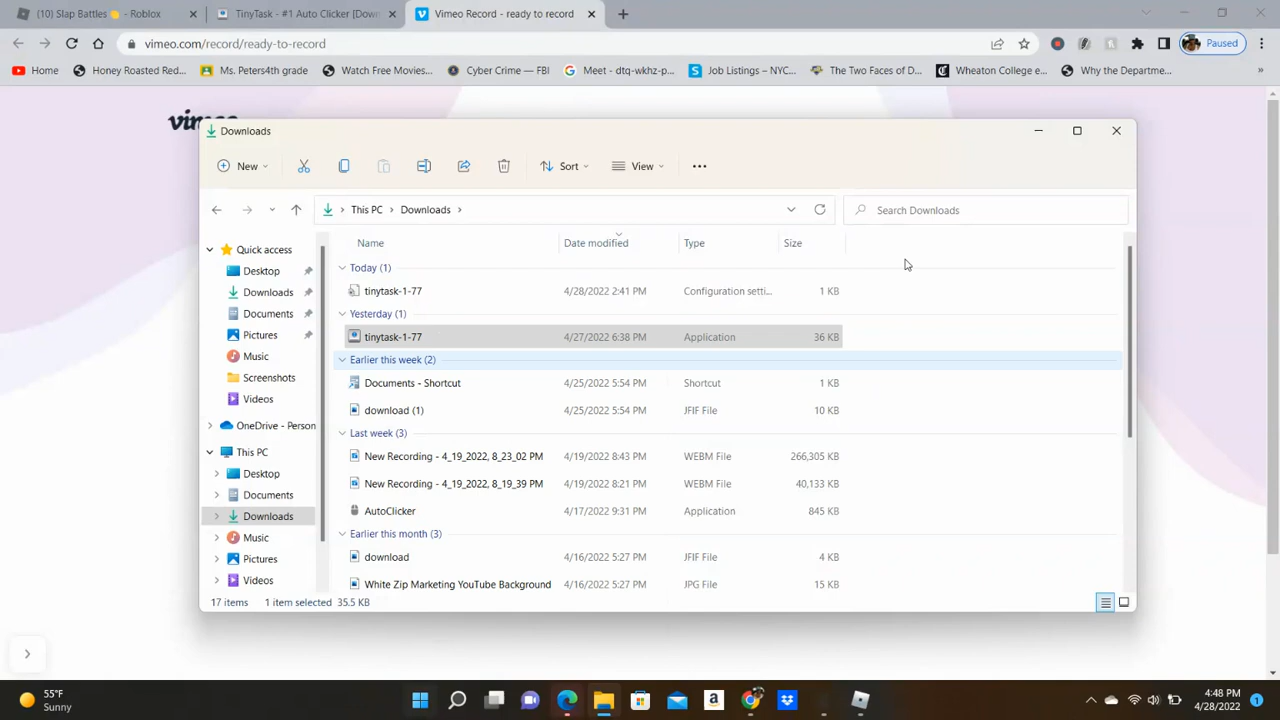 (10) Slap Battles👏 - Roblox
TinyTask - #1 Auto Clicker [Down
Vimeo Record - ready to record
vimeo.com/record/ready-to-record
Paused
Home
Honey Roasted Red...
Ms. Peters4th grade
Watch Free Movies...
Cyber Crime — FBI
Meet - dtq-wkhz-p...
Job Listings – NYC...
The Two Faces of D...
Wheaton College e...
Why the Departme...
»
vimeo
Downloads
New
Sort
View
This PC > Downloads >
Search Downloads
Name
Date modified
Type
Size
Quick access
Desktop
Downloads
Documents
Pictures
Music
Screenshots
Videos
OneDrive - Person
This PC
Desktop
Documents
Downloads
Music
Pictures
Videos
Today (1)
tinytask-1-77 4/28/2022 2:41 PM Configuration setti... 1 KB
Yesterday (1)
tinytask-1-77 4/27/2022 6:38 PM Application 36 KB
Earlier this week (2)
Documents - Shortcut 4/25/2022 5:54 PM Shortcut 1 KB
download (1) 4/25/2022 5:54 PM JFIF File 10 KB
Last week (3)
New Recording - 4_19_2022, 8_23_02 PM 4/19/2022 8:43 PM WEBM File 266,305 KB
New Recording - 4_19_2022, 8_19_39 PM 4/19/2022 8:21 PM WEBM File 40,133 KB
AutoClicker 4/17/2022 9:31 PM Application 845 KB
Earlier this month (3)
download 4/16/2022 5:27 PM JFIF File 4 KB
White Zip Marketing YouTube Background 4/16/2022 5:27 PM JPG File 15 KB
17 items 1 item selected 35.5 KB
55°F
Sunny
4:48 PM
4/28/2022
1